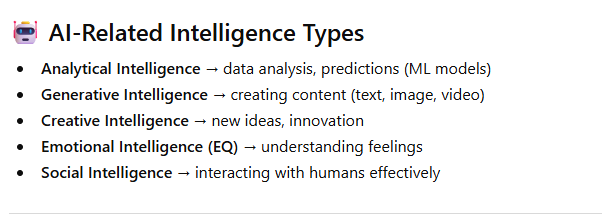 🤖 AI-Related Intelligence Types
• Analytical Intelligence → data analysis, predictions (ML models)
• Generative Intelligence → creating content (text, image, video)
• Creative Intelligence → new ideas, innovation
• Emotional Intelligence (EQ) → understanding feelings
• Social Intelligence → interacting with humans effectively